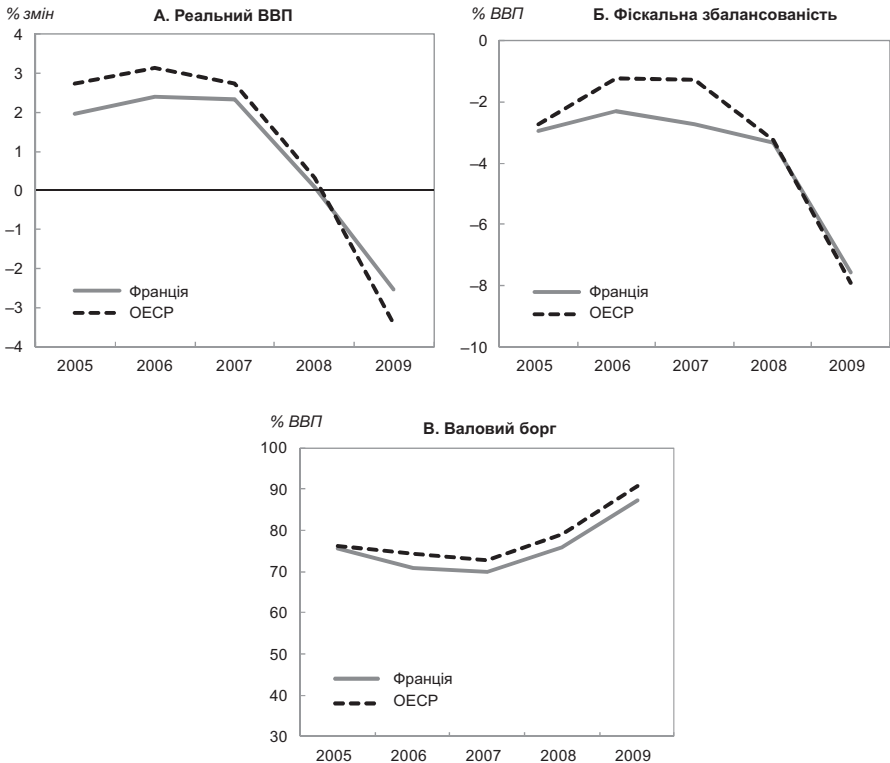 % змін
А. Реальний ВВП
4
3
2
1
0
–1
–2
–3
–4
Франція
ОЕСР
2005 2006 2007 2008 2009
% ВВП
Б. Фіскальна збалансованість
0
–2
–4
–6
–8
–10
Франція
ОЕСР
2005 2006 2007 2008 2009
% ВВП
В. Валовий борг
100
90
80
70
60
50
40
30
Франція
ОЕСР
2005 2006 2007 2008 2009